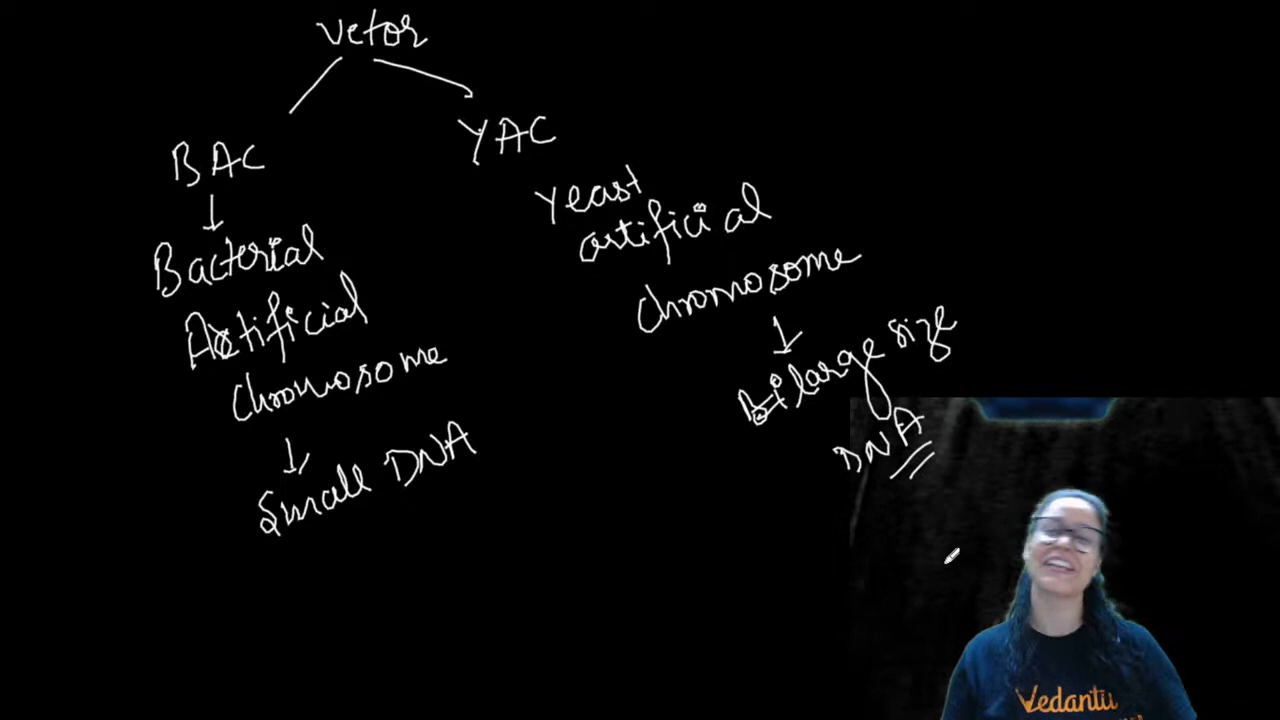 Vetor
BAC
YAC
Bacterial
Artificial
Chromosome
Small DNA
Yeast
artificial
chromosome
large size
DNA
Vedantu